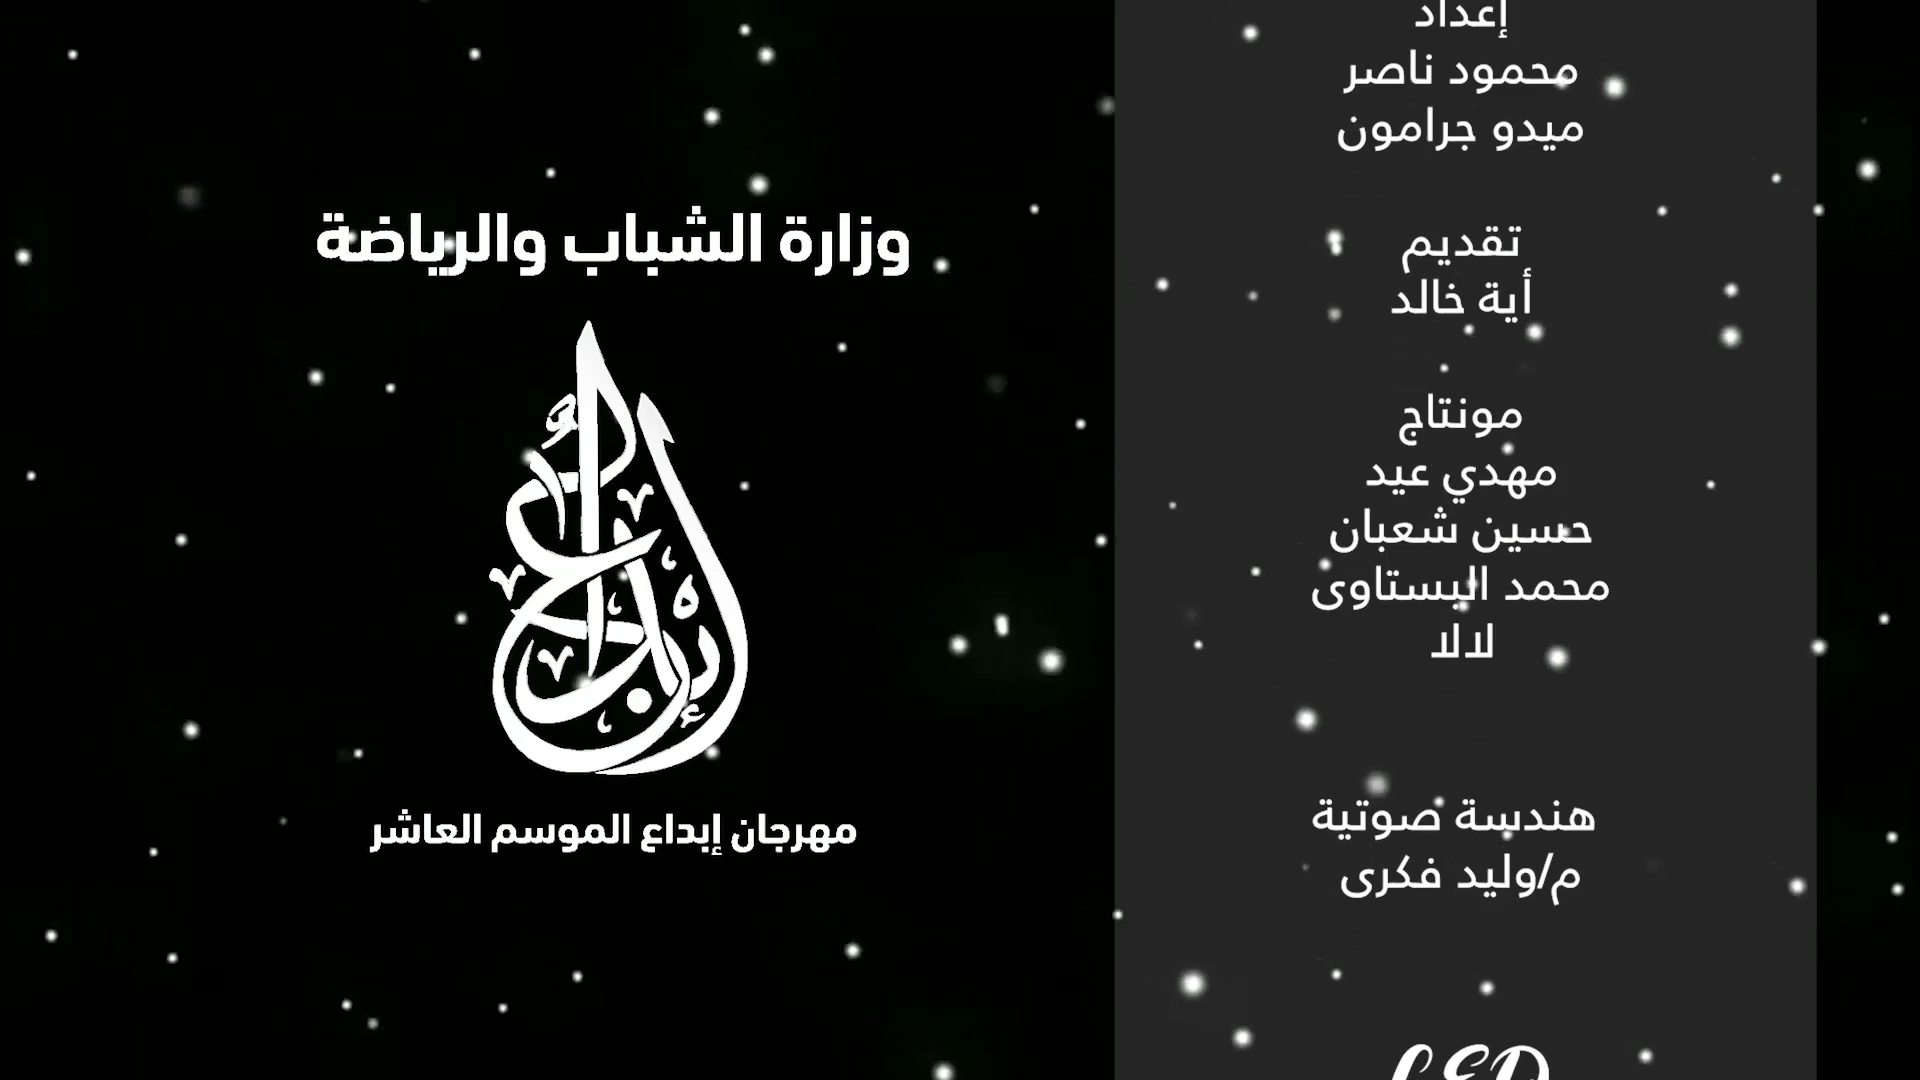 وزارة الشباب والرياضة
إبداع
مهرجان إبداع الموسم العاشر
إعداد
محمود ناصر
ميدو جرامون
تقديم
أية خالد
مونتاج
مهدي عيد
حسين شعبان
محمد البستاوى
لالا
هندسة صوتية
م/وليد فكرى
LED